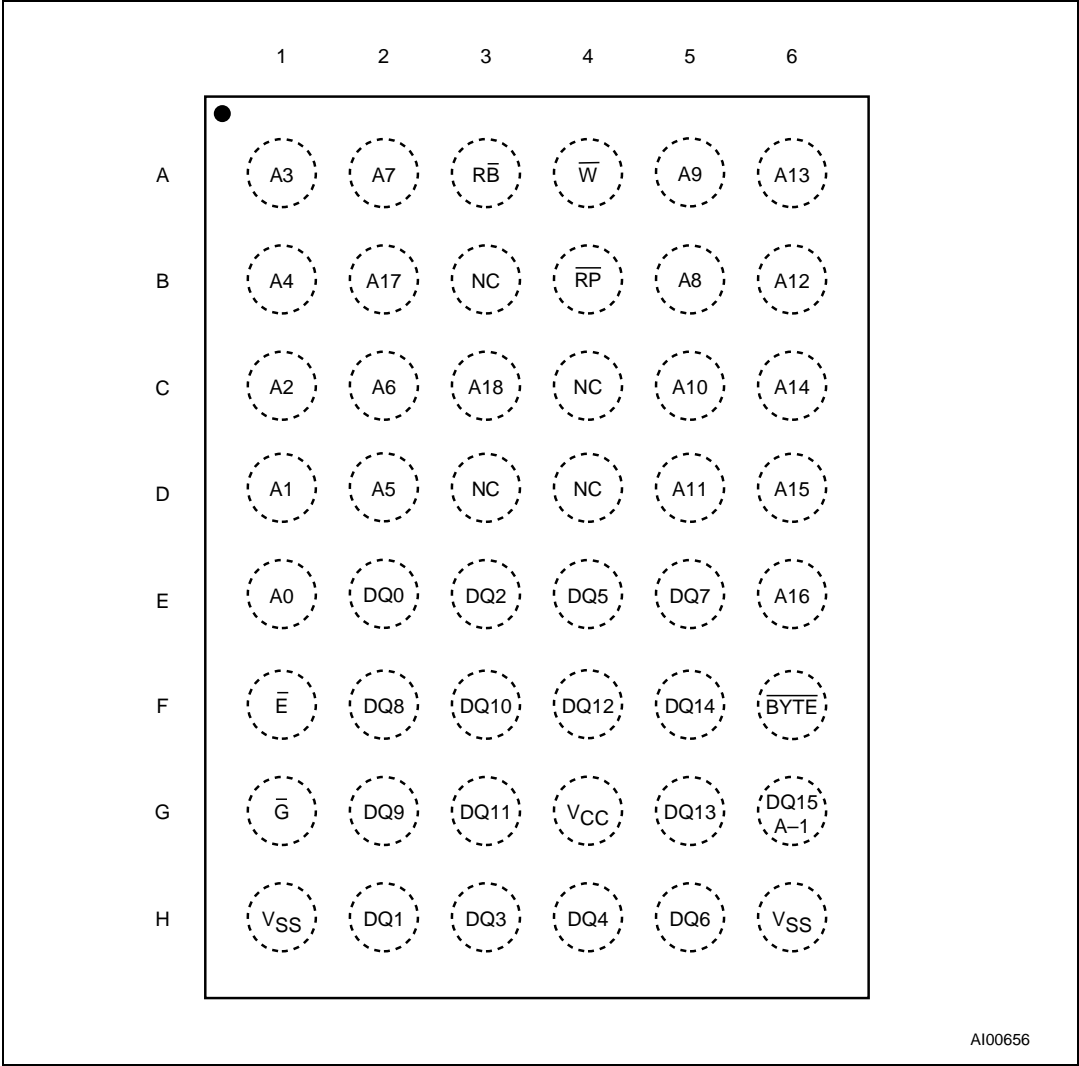 1 2 3 4 5 6
A A3 A7 RB̅ W̅ A9 A13
B A4 A17 NC R̅P̅ A8 A12
C A2 A6 A18 NC A10 A14
D A1 A5 NC NC A11 A15
E A0 DQ0 DQ2 DQ5 DQ7 A16
F E̅ DQ8 DQ10 DQ12 DQ14 B̅Y̅T̅E̅
G G̅ DQ9 DQ11 VCC DQ13 DQ15
A–1
H VSS DQ1 DQ3 DQ4 DQ6 VSS
AI00656